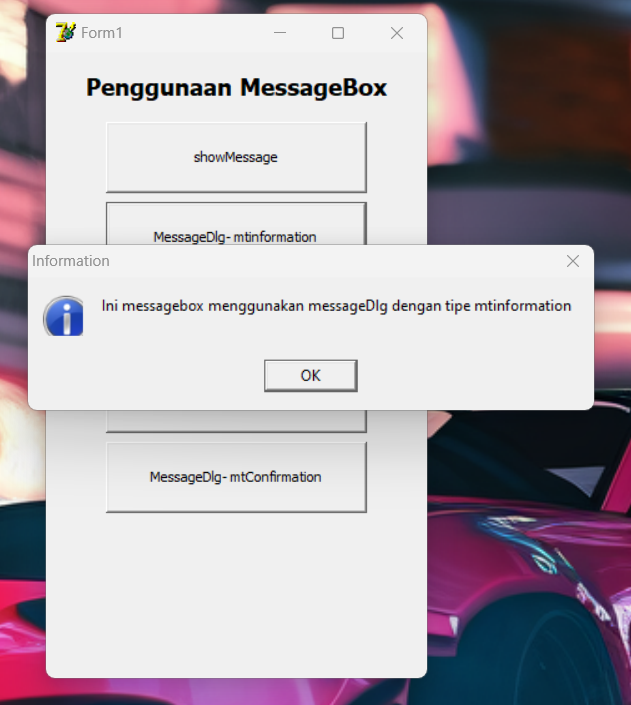 Form1
Penggunaan MessageBox
showMessage
MessageDlg- mtinformation
Information
Ini messagebox menggunakan messageDlg dengan tipe mtinformation
OK
MessageDlg- mtConfirmation